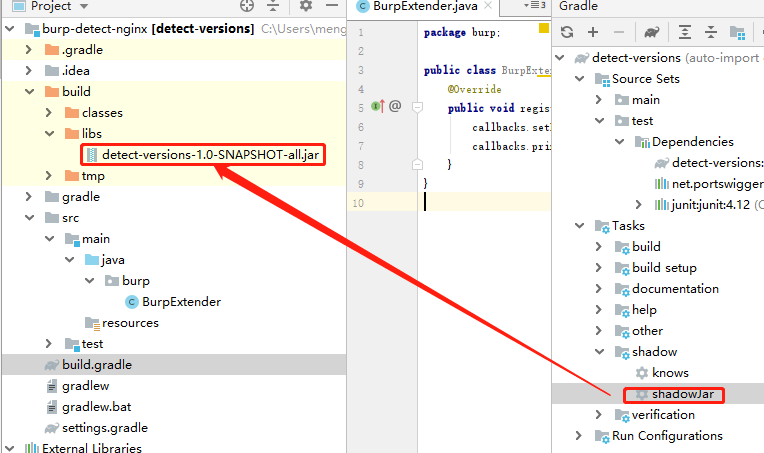 Project
burp-detect-nginx [detect-versions] C:\Users\meng
.gradle
.idea
build
classes
libs
detect-versions-1.0-SNAPSHOT-all.jar
tmp
gradle
src
main
java
burp
BurpExtender
resources
test
build.gradle
gradlew
gradlew.bat
settings.gradle
External Libraries
BurpExtender.java
3
1 package burp;
2
3 public class BurpExten
4 @Override
5 public void regist
6 callbacks.setE
7 callbacks.prin
8 }
9 }
10
Gradle
detect-versions (auto-import e
Source Sets
main
test
Dependencies
detect-versions:
net.portswigger
junit:junit:4.12 (C
Tasks
build
build setup
documentation
help
other
shadow
knows
shadowJar
verification
Run Configurations